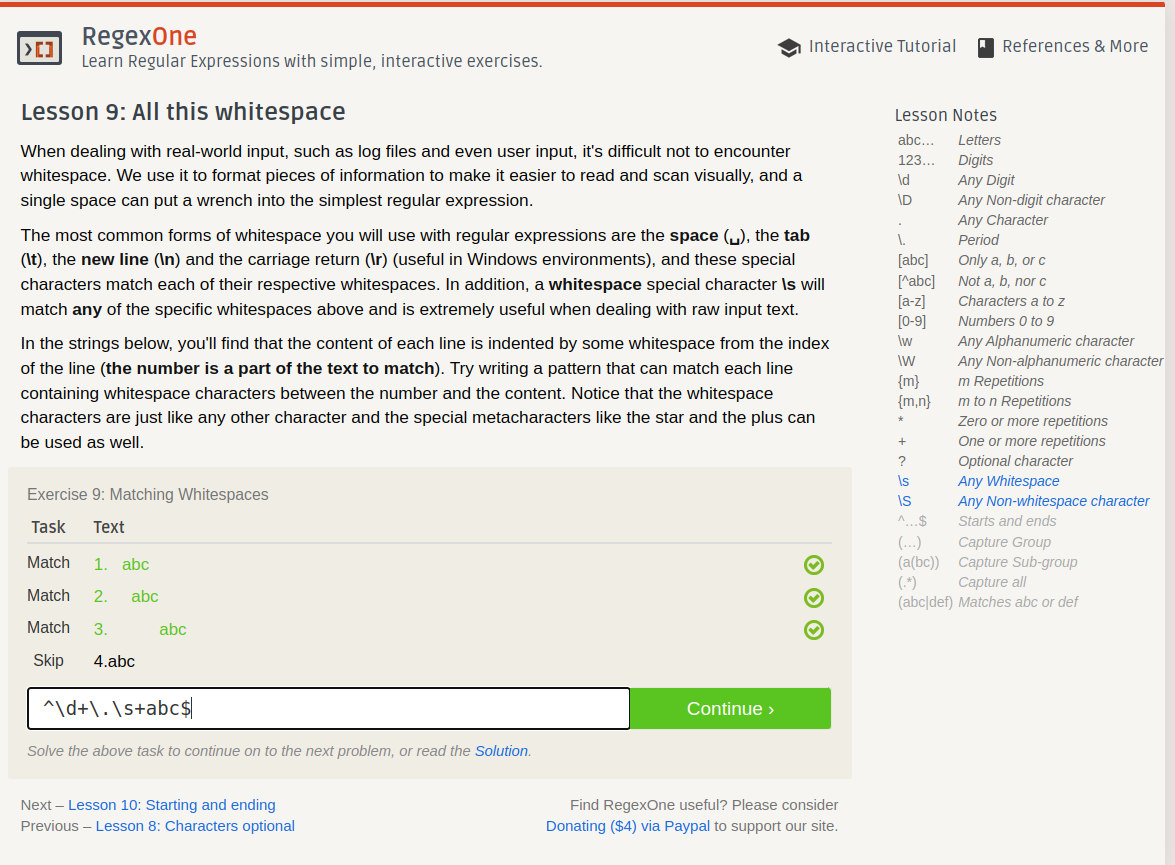 RegexOne
Learn Regular Expressions with simple, interactive exercises.
Interactive Tutorial
References & More
Lesson 9: All this whitespace
When dealing with real-world input, such as log files and even user input, it's difficult not to encounter
whitespace. We use it to format pieces of information to make it easier to read and scan visually, and a
single space can put a wrench into the simplest regular expression.
The most common forms of whitespace you will use with regular expressions are the space (␣), the tab
(\t), the new line (\n) and the carriage return (\r) (useful in Windows environments), and these special
characters match each of their respective whitespaces. In addition, a whitespace special character \s will
match any of the specific whitespaces above and is extremely useful when dealing with raw input text.
In the strings below, you'll find that the content of each line is indented by some whitespace from the index
of the line (the number is a part of the text to match). Try writing a pattern that can match each line
containing whitespace characters between the number and the content. Notice that the whitespace
characters are just like any other character and the special metacharacters like the star and the plus can
be used as well.
Exercise 9: Matching Whitespaces
Task Text
Match 1.   abc
Match 2.     abc
Match 3.           abc
Skip 4.abc
^\d+\.\s+abc$
Continue ›
Solve the above task to continue on to the next problem, or read the Solution.
Next – Lesson 10: Starting and ending
Previous – Lesson 8: Characters optional
Find RegexOne useful? Please consider
Donating ($4) via Paypal to support our site.
Lesson Notes
abc… Letters
123… Digits
\d Any Digit
\D Any Non-digit character
. Any Character
\. Period
[abc] Only a, b, or c
[^abc] Not a, b, nor c
[a-z] Characters a to z
[0-9] Numbers 0 to 9
\w Any Alphanumeric character
\W Any Non-alphanumeric character
{m} m Repetitions
{m,n} m to n Repetitions
* Zero or more repetitions
+ One or more repetitions
? Optional character
\s Any Whitespace
\S Any Non-whitespace character
^…$ Starts and ends
(…) Capture Group
(a(bc)) Capture Sub-group
(.*) Capture all
(abc|def) Matches abc or def